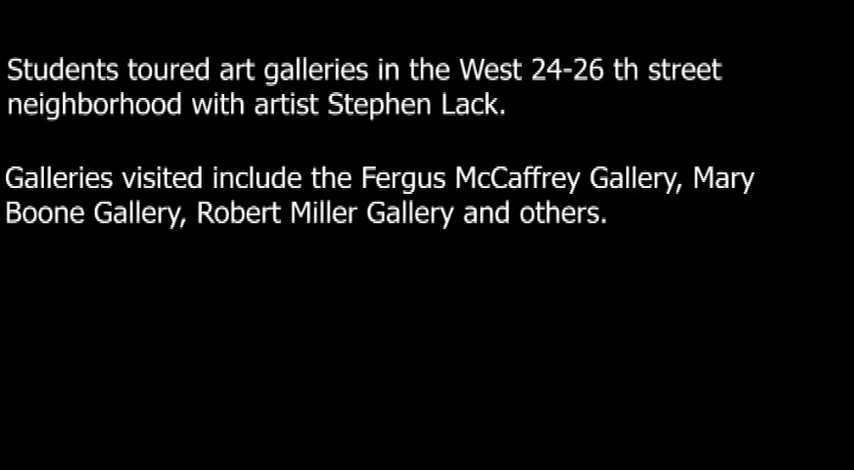 Students toured art galleries in the West 24-26 th street
neighborhood with artist Stephen Lack.
Galleries visited include the Fergus McCaffrey Gallery, Mary
Boone Gallery, Robert Miller Gallery and others.